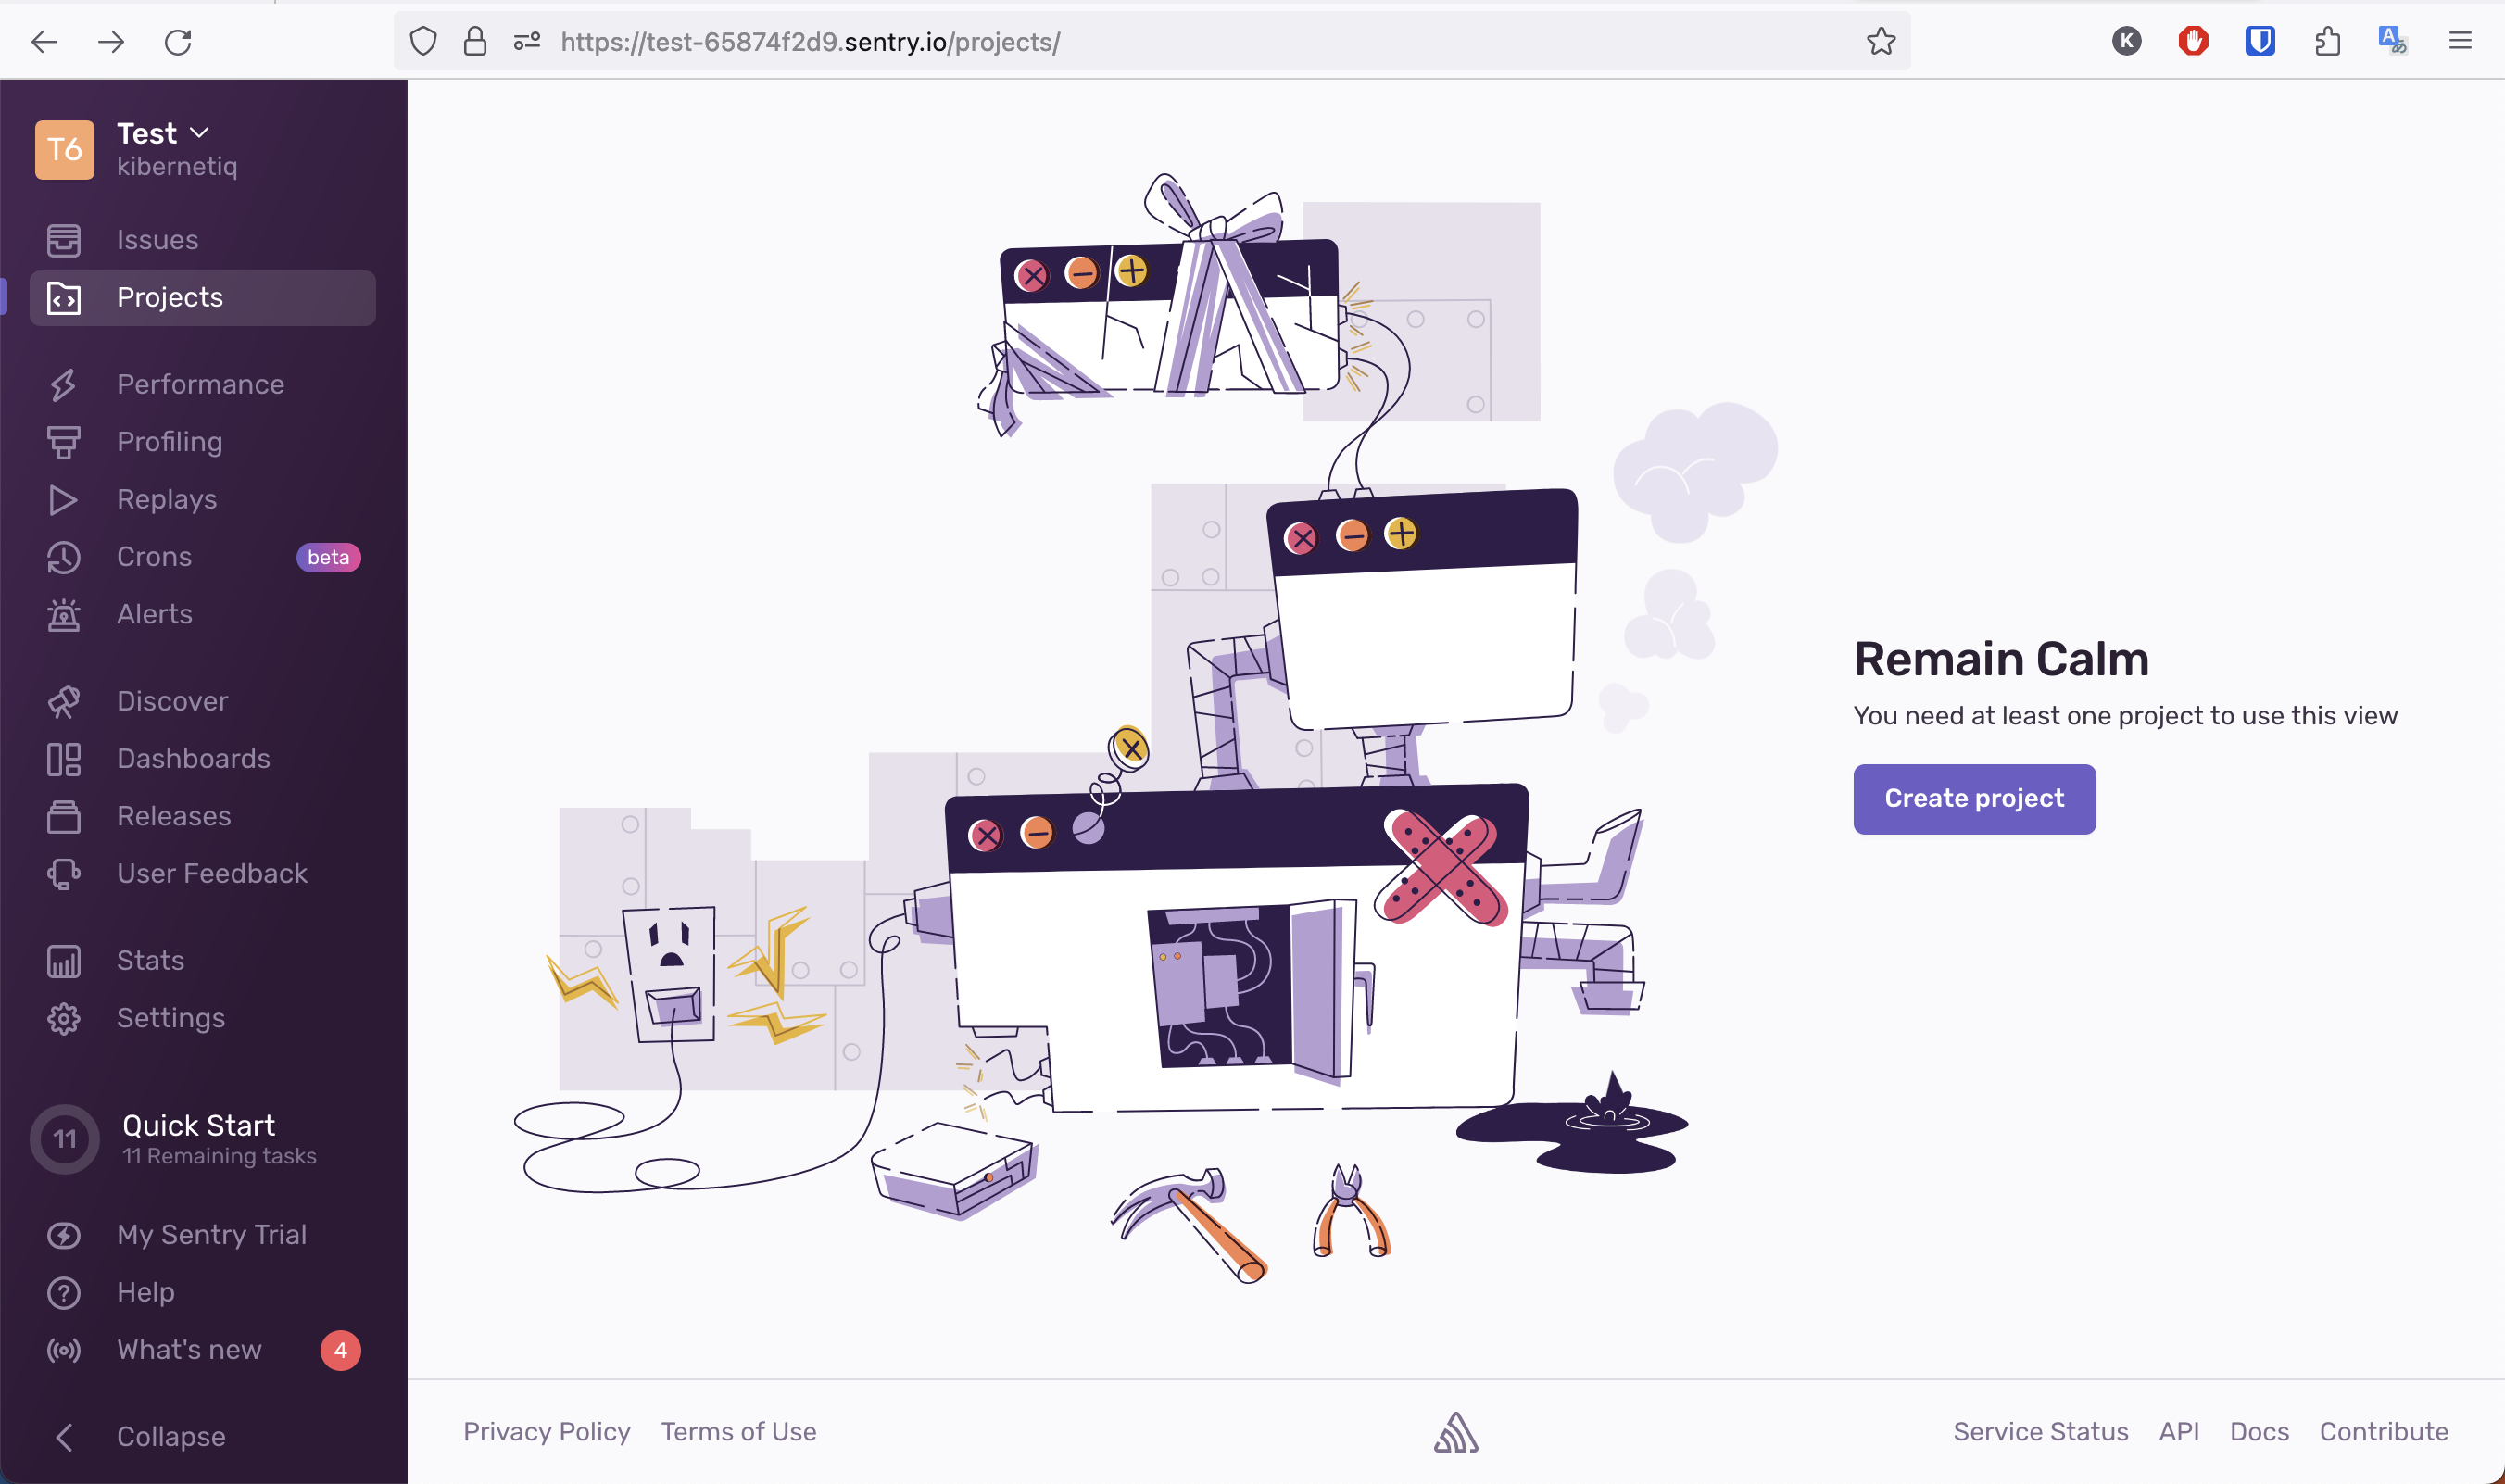 https://test-65874f2d9.sentry.io/projects/
K
A
T6
Test
kibernetiq
Issues
Projects
Performance
Profiling
Replays
Crons
beta
Alerts
Discover
Dashboards
Releases
User Feedback
Stats
Settings
11
Quick Start
11 Remaining tasks
My Sentry Trial
Help
What's new
4
Collapse
Remain Calm
You need at least one project to use this view
Create project
Privacy Policy
Terms of Use
Service Status
API
Docs
Contribute